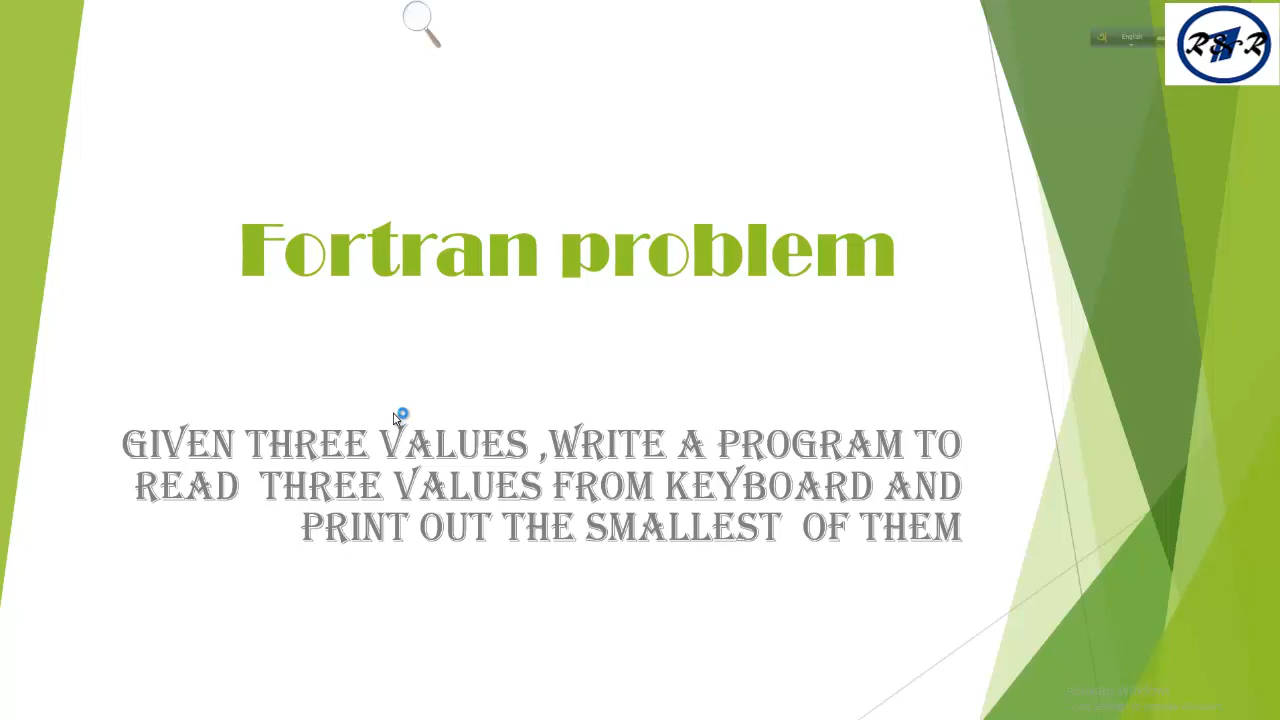 English
R&R
Fortran problem
GIVEN THREE VALUES ,WRITE A PROGRAM TO
READ THREE VALUES FROM KEYBOARD AND
PRINT OUT THE SMALLEST OF THEM